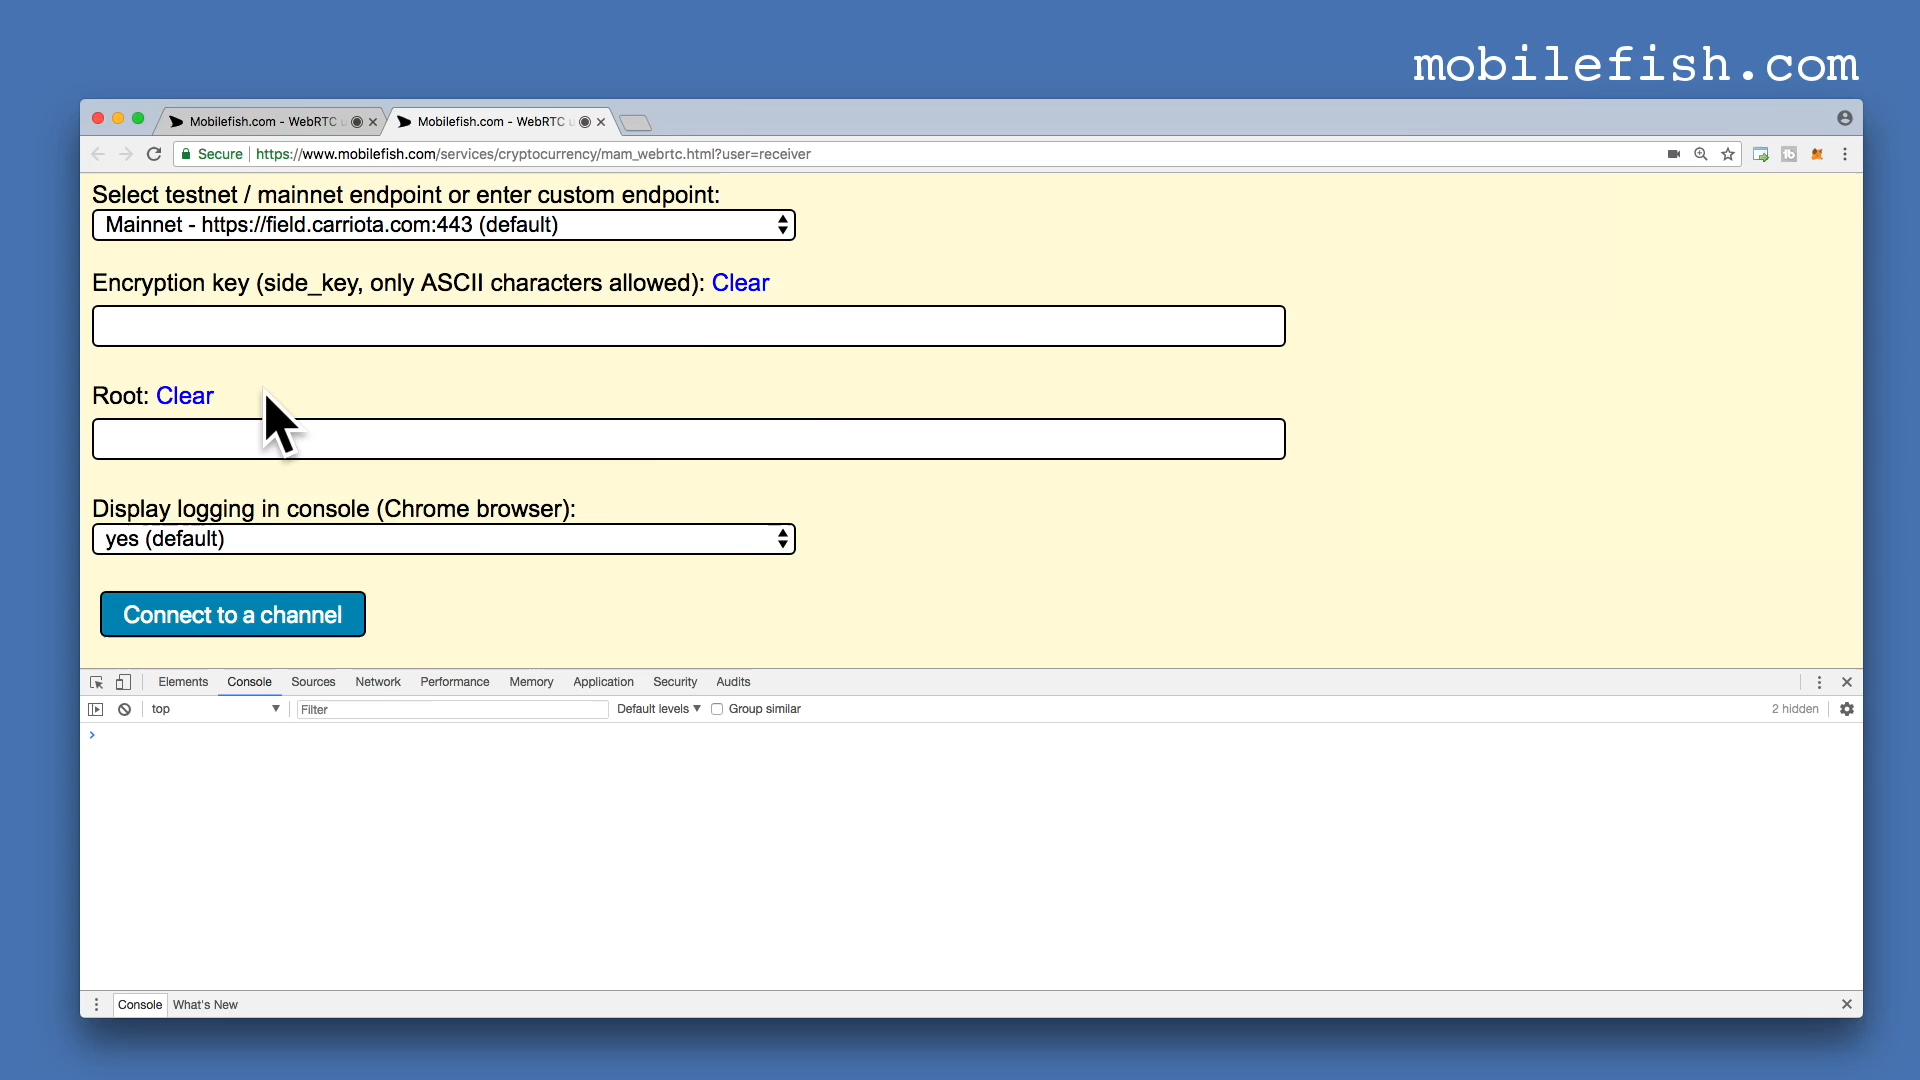 mobilefish.com
Mobilefish.com - WebRTC
Mobilefish.com - WebRTC
Secure https://www.mobilefish.com/services/cryptocurrency/mam_webrtc.html?user=receiver
Select testnet / mainnet endpoint or enter custom endpoint:
Mainnet - https://field.carriota.com:443 (default)
Encryption key (side_key, only ASCII characters allowed): Clear
Root: Clear
Display logging in console (Chrome browser):
yes (default)
Connect to a channel
Elements Console Sources Network Performance Memory Application Security Audits
top Filter Default levels Group similar 2 hidden
Console What's New